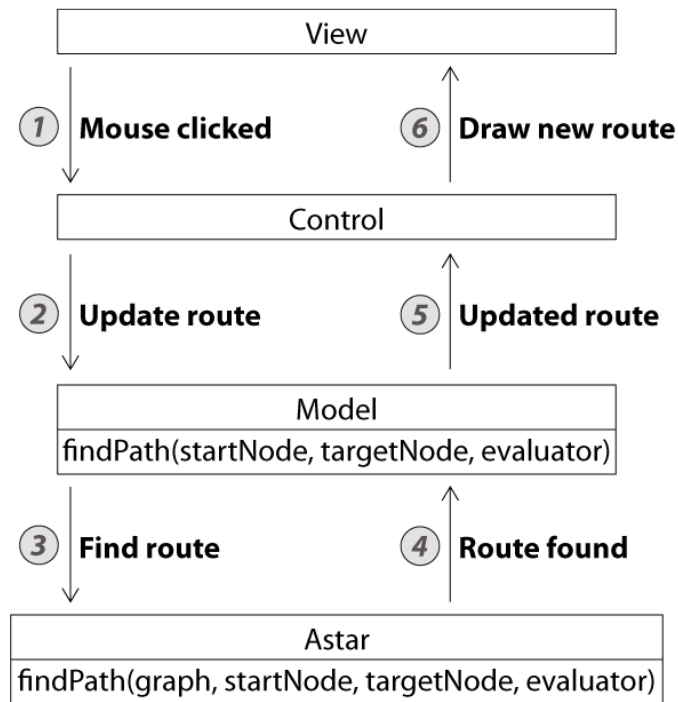 View
1 Mouse clicked
6 Draw new route
Control
2 Update route
5 Updated route
Model
findPath(startNode, targetNode, evaluator)
3 Find route
4 Route found
Astar
findPath(graph, startNode, targetNode, evaluator)